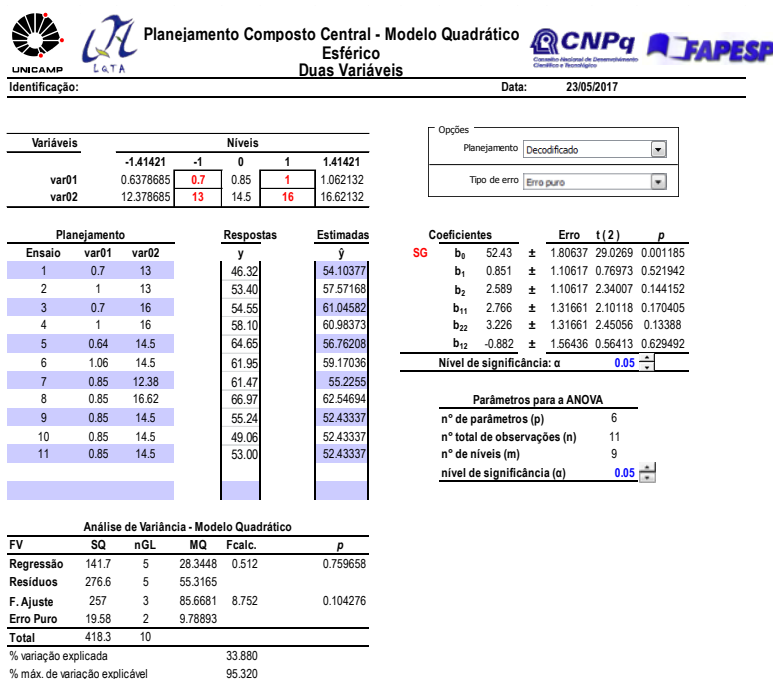 UNICAMP
LQTA
Planejamento Composto Central - Modelo Quadrático
Esférico
Duas Variáveis
CNPq
Conselho Nacional de Desenvolvimento
Científico e Tecnológico
FAPESP
Identificação: Data: 23/05/2017
Variáveis Níveis
-1.41421 -1 0 1 1.41421
var01 0.6378685 0.7 0.85 1 1.062132
var02 12.378685 13 14.5 16 16.62132
Opções
Planejamento Decodificado
Tipo de erro Erro puro
Planejamento Respostas Estimadas
Ensaio var01 var02 y ŷ
1 0.7 13 46.32 54.10377
2 1 13 53.40 57.57168
3 0.7 16 54.55 61.04582
4 1 16 58.10 60.98373
5 0.64 14.5 64.65 56.76208
6 1.06 14.5 61.95 59.17036
7 0.85 12.38 61.47 55.2255
8 0.85 16.62 66.97 62.54694
9 0.85 14.5 55.24 52.43337
10 0.85 14.5 49.06 52.43337
11 0.85 14.5 53.00 52.43337
Coeficientes Erro t ( 2 ) p
SG b0 52.43 ± 1.80637 29.0269 0.001185
b1 0.851 ± 1.10617 0.76973 0.521942
b2 2.589 ± 1.10617 2.34007 0.144152
b11 2.766 ± 1.31661 2.10118 0.170405
b22 3.226 ± 1.31661 2.45056 0.13388
b12 -0.882 ± 1.56436 0.56413 0.629492
Nível de significância: α 0.05
Parâmetros para a ANOVA
n° de parâmetros (p) 6
n° total de observações (n) 11
n° de níveis (m) 9
nível de significância (α) 0.05
Análise de Variância - Modelo Quadrático
FV SQ nGL MQ Fcalc. p
Regressão 141.7 5 28.3448 0.512 0.759658
Resíduos 276.6 5 55.3165
F. Ajuste 257 3 85.6681 8.752 0.104276
Erro Puro 19.58 2 9.78893
Total 418.3 10
% variação explicada 33.880
% máx. de variação explicável 95.320